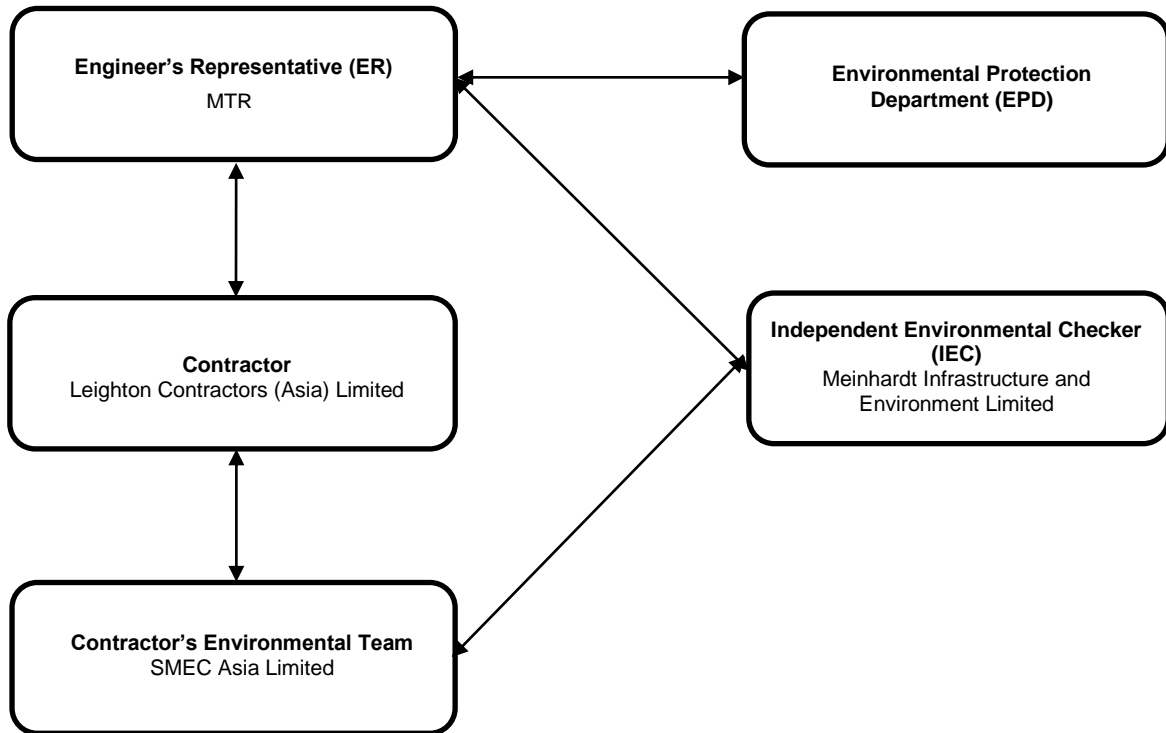 Engineer’s Representative (ER)
MTR
Environmental Protection
Department (EPD)
Contractor
Leighton Contractors (Asia) Limited
Independent Environmental Checker
(IEC)
Meinhardt Infrastructure and
Environment Limited
Contractor’s Environmental Team
SMEC Asia Limited